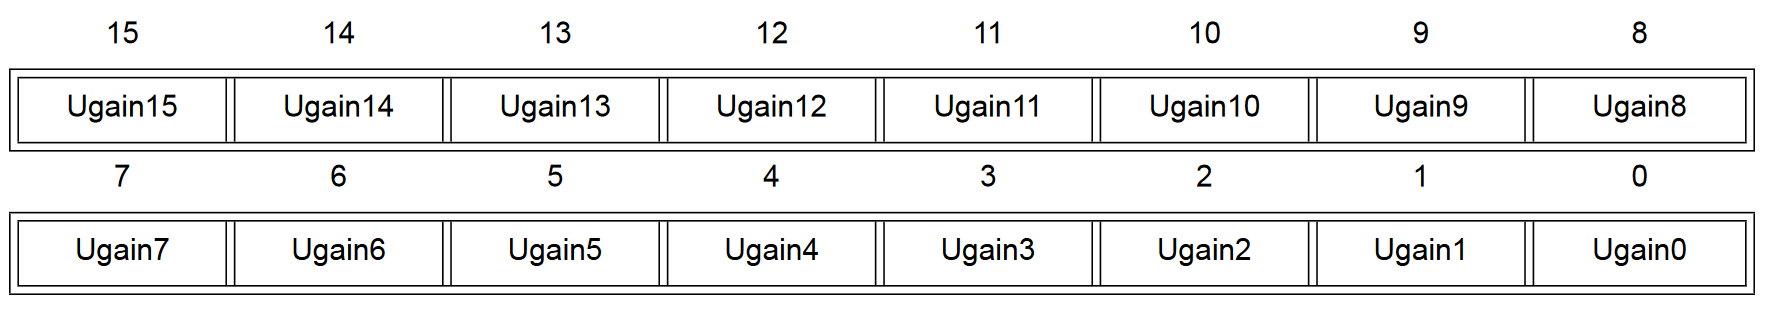 15 14 13 12 11 10 9 8
Ugain15 Ugain14 Ugain13 Ugain12 Ugain11 Ugain10 Ugain9 Ugain8
7 6 5 4 3 2 1 0
Ugain7 Ugain6 Ugain5 Ugain4 Ugain3 Ugain2 Ugain1 Ugain0